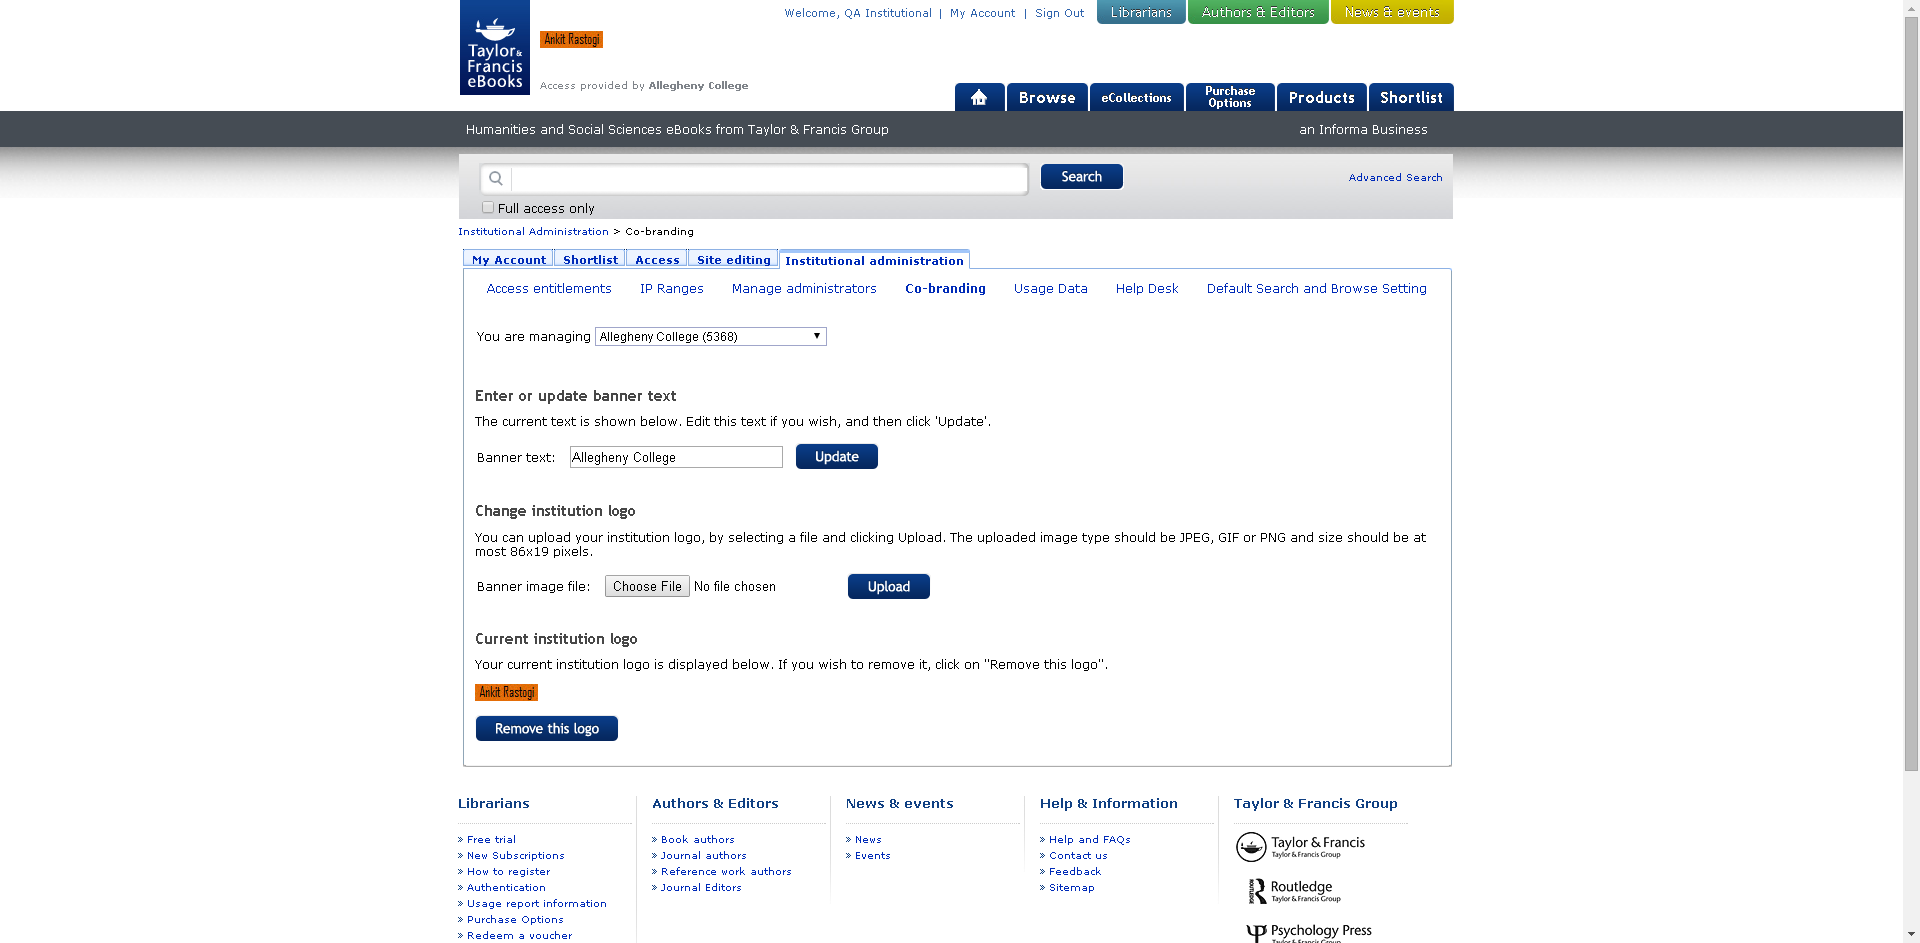 Welcome, QA Institutional | My Account | Sign Out
Librarians
Authors & Editors
News & events
Taylor &
Francis
eBooks
Ankit Rastogi
Access provided by Allegheny College
Browse
eCollections
Purchase
Options
Products
Shortlist
Humanities and Social Sciences eBooks from Taylor & Francis Group
an Informa Business
Search
Advanced Search
Full access only
Institutional Administration > Co-branding
My Account
Shortlist
Access
Site editing
Institutional administration
Access entitlements
IP Ranges
Manage administrators
Co-branding
Usage Data
Help Desk
Default Search and Browse Setting
You are managing Allegheny College (5368)
Enter or update banner text
The current text is shown below. Edit this text if you wish, and then click 'Update'.
Banner text: Allegheny College Update
Change institution logo
You can upload your institution logo, by selecting a file and clicking Upload. The uploaded image type should be JPEG, GIF or PNG and size should be at
most 86x19 pixels.
Banner image file: Choose File No file chosen Upload
Current institution logo
Your current institution logo is displayed below. If you wish to remove it, click on "Remove this logo".
Ankit Rastogi
Remove this logo
Librarians
» Free trial
» New Subscriptions
» How to register
» Authentication
» Usage report information
» Purchase Options
» Redeem a voucher
Authors & Editors
» Book authors
» Journal authors
» Reference work authors
» Journal Editors
News & events
» News
» Events
Help & Information
» Help and FAQs
» Contact us
» Feedback
» Sitemap
Taylor & Francis Group
Taylor & Francis
Taylor & Francis Group
ROUTLEDGE
Routledge
Taylor & Francis Group
Psychology Press
Taylor & Francis Group